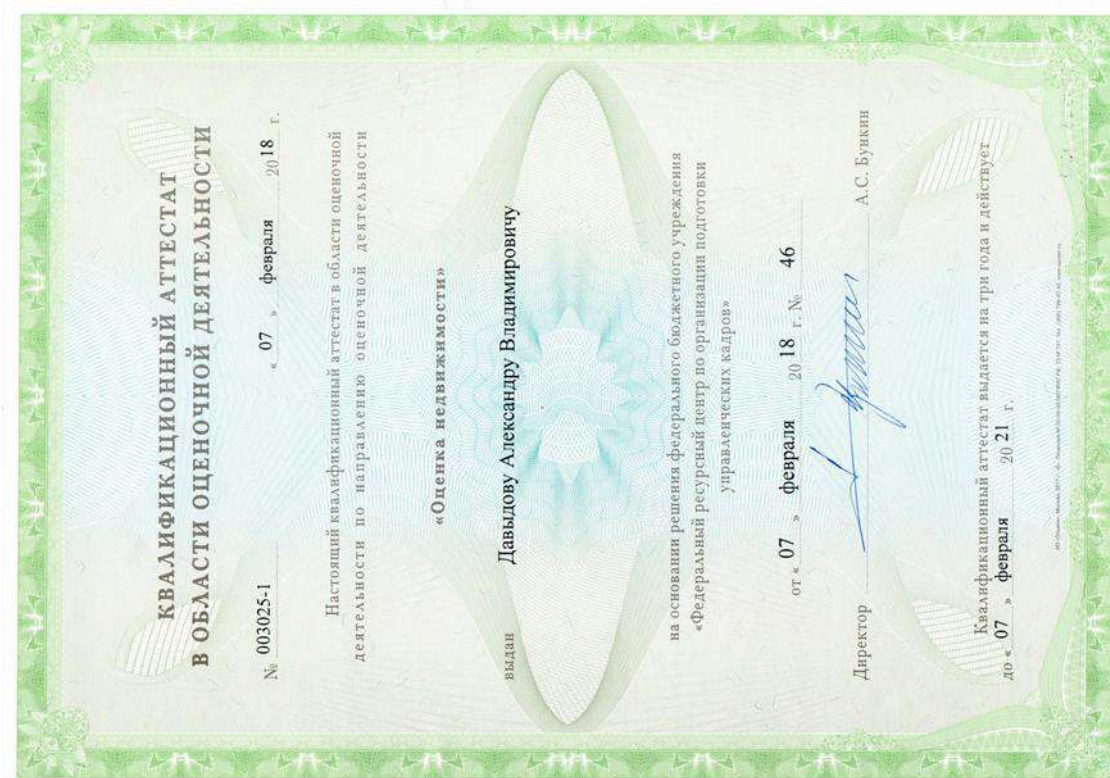 КВАЛИФИКАЦИОННЫЙ АТТЕСТАТ
В ОБЛАСТИ ОЦЕНОЧНОЙ ДЕЯТЕЛЬНОСТИ
№ 003025-1 « 07 » февраля 20 18 г.
Настоящий квалификационный аттестат в области оценочной
деятельности по направлению оценочной деятельности
«Оценка недвижимости»
выдан Давыдову Александру Владимировичу
на основании решения федерального бюджетного учреждения
«Федеральный ресурсный центр по организации подготовки
управленческих кадров»
от « 07 » февраля 20 18 г. № 46
Директор А.С. Бункин
Квалификационный аттестат выдается на три года и действует
до « 07 » февраля 20 21 г.